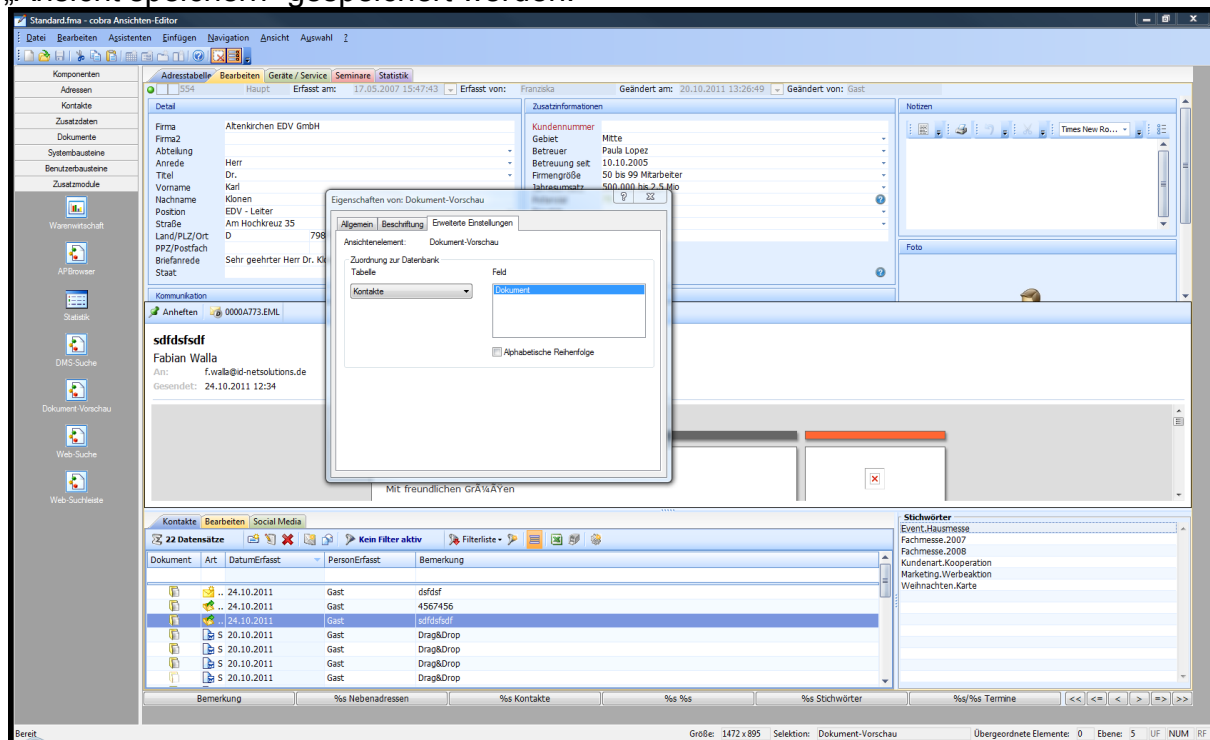 „Ansicht speichern“ gespeichert werden.
Standard.fma - cobra Ansichten-Editor
Datei Bearbeiten Assistenten Einfügen Navigation Ansicht Auswahl ?
Komponenten
Adressen
Kontakte
Zusatzdaten
Dokumente
Systembausteine
Benutzerbausteine
Zusatzmodule
Warenwirtschaft
APBrowser
Statistik
DMS-Suche
Dokument-Vorschau
Web-Suche
Web-Suchleiste
Adresstabelle Bearbeiten Geräte / Service Seminare Statistik
554 Haupt Erfasst am: 17.05.2007 15:47:43 Erfasst von: Franziska Geändert am: 20.10.2011 13:26:49 Geändert von: Gast
Detail
Firma Altenkirchen EDV GmbH
Firma2
Abteilung
Anrede Herr
Titel Dr.
Vorname Karl
Nachname Klonen
Position EDV - Leiter
Straße Am Hochkreuz 35
Land/PLZ/Ort D 798
PPZ/Postfach
Briefanrede Sehr geehrter Herr Dr. Kl
Staat
Kommunikation
Zusatzinformationen
Kundennummer
Gebiet Mitte
Betreuer Paula Lopez
Betreuung seit 10.10.2005
Firmengröße 50 bis 99 Mitarbeiter
Jahresumsatz 500.000 bis 2,5 Mio
Notizen
Times New Ro...
Foto
Eigenschaften von: Dokument-Vorschau
Allgemein Beschriftung Erweiterte Einstellungen
Ansichtenelement: Dokument-Vorschau
Zuordnung zur Datenbank
Tabelle Feld
Kontakte Dokument
Alphabetische Reihenfolge
Anheften 0000A773.EML
sdfdsfsdf
Fabian Walla
An: f.walla@id-netsolutions.de
Gesendet: 24.10.2011 12:34
Mit freundlichen GrÃ¼ÃŸen
Kontakte Bearbeiten Social Media
22 Datensätze Kein Filter aktiv Filterliste
Dokument Art DatumErfasst PersonErfasst Bemerkung
.. 24.10.2011 Gast dsfdsf
.. 24.10.2011 Gast 4567456
.. 24.10.2011 Gast sdfdsfsdf
S 20.10.2011 Gast Drag&Drop
S 20.10.2011 Gast Drag&Drop
S 20.10.2011 Gast Drag&Drop
S 20.10.2011 Gast Drag&Drop
Stichwörter
Event.Hausmesse
Fachmesse.2007
Fachmesse.2008
Kundenart.Kooperation
Marketing.Werbeaktion
Weihnachten.Karte
Bemerkung %s Nebenadressen %s Kontakte %s %s %s Stichwörter %s/%s Termine << <= < > => >>
Bereit Größe: 1472 x 895 Selektion: Dokument-Vorschau Übergeordnete Elemente: 0 Ebene: 5 UF NUM RF